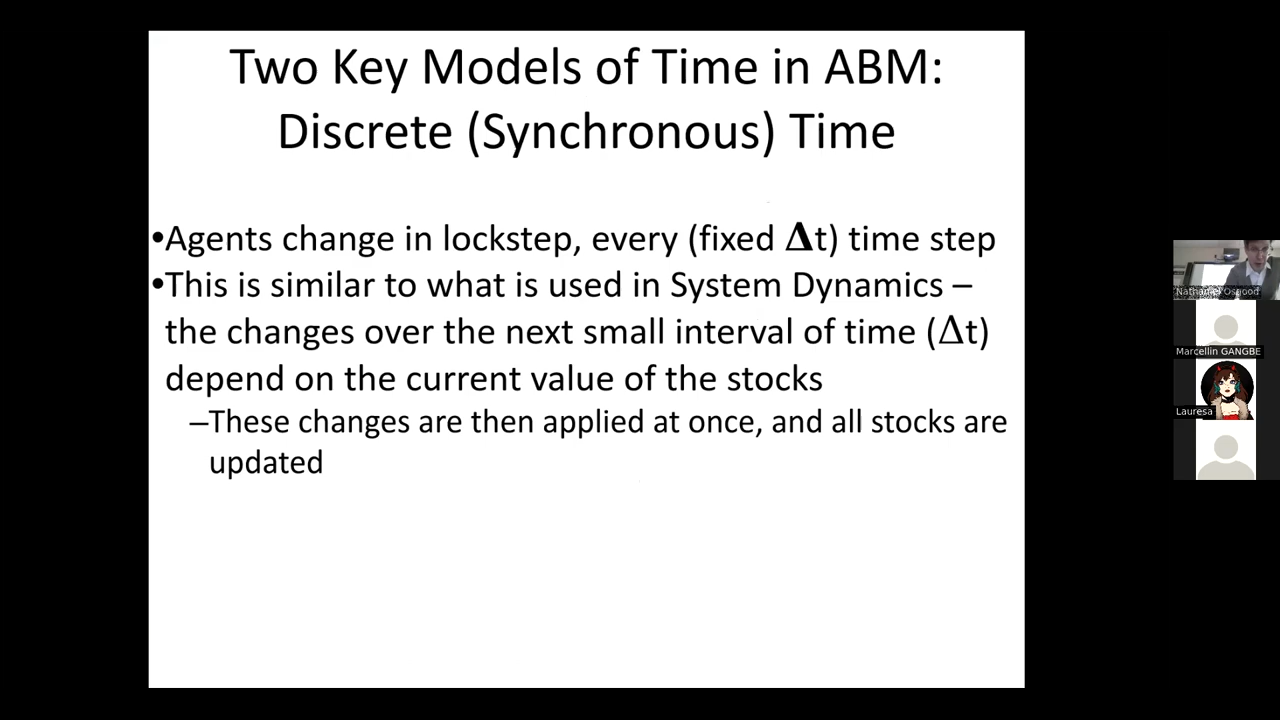 Two Key Models of Time in ABM:
Discrete (Synchronous) Time
•Agents change in lockstep, every (fixed Δt) time step
•This is similar to what is used in System Dynamics –
the changes over the next small interval of time (Δt)
depend on the current value of the stocks
–These changes are then applied at once, and all stocks are
updated
Nathaniel Osgood
Marcellin GANGBE
Lauresa